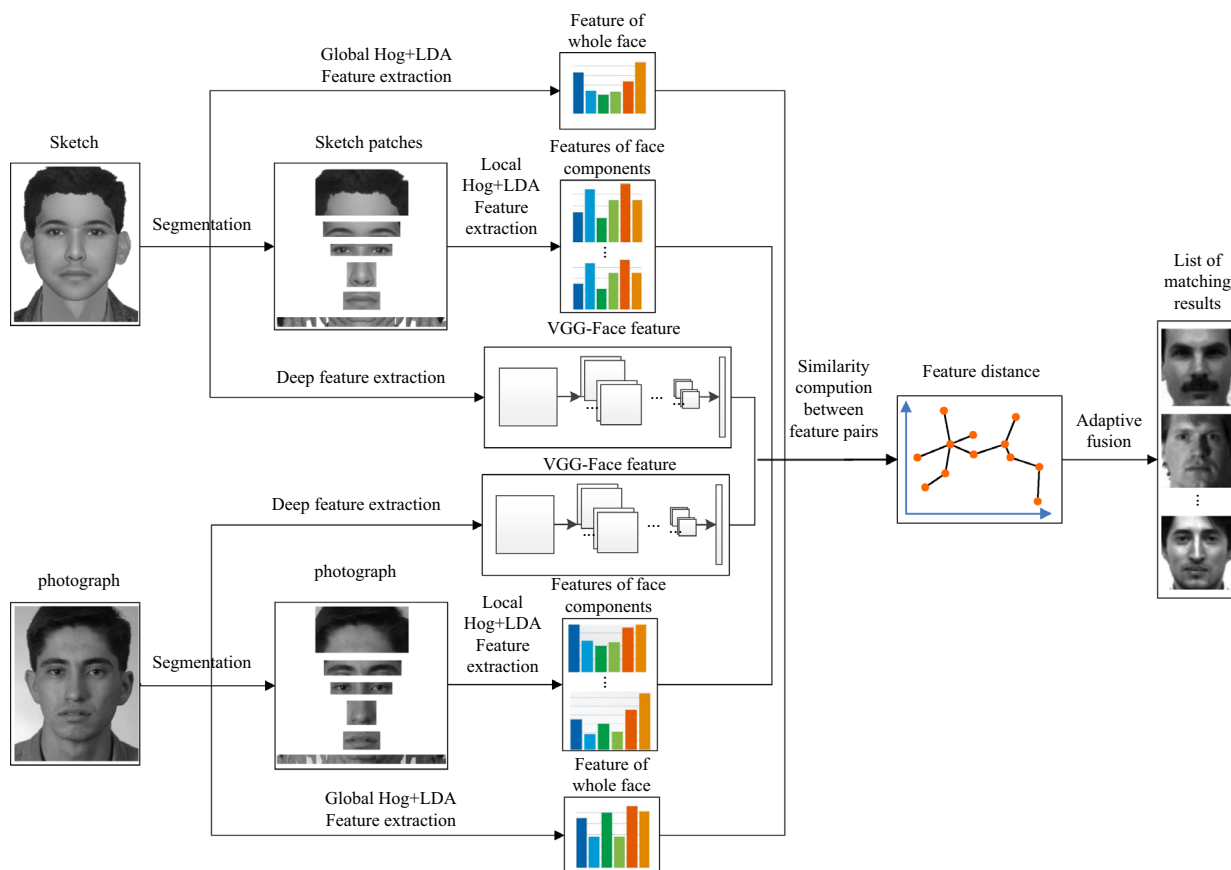 Feature of
whole face
Global Hog+LDA
Feature extraction
Sketch
Sketch patches
Features of face
components
Local
Hog+LDA
Feature
extraction
Segmentation
...
List of
matching
results
VGG-Face feature
Deep feature extraction
...
...
...
Similarity
compution
between
feature pairs
Feature distance
Adaptive
fusion
VGG-Face feature
Deep feature extraction
...
...
...
...
photograph
photograph
Features of face
components
Local
Hog+LDA
Feature
extraction
Segmentation
...
Feature of
whole face
Global Hog+LDA
Feature extraction